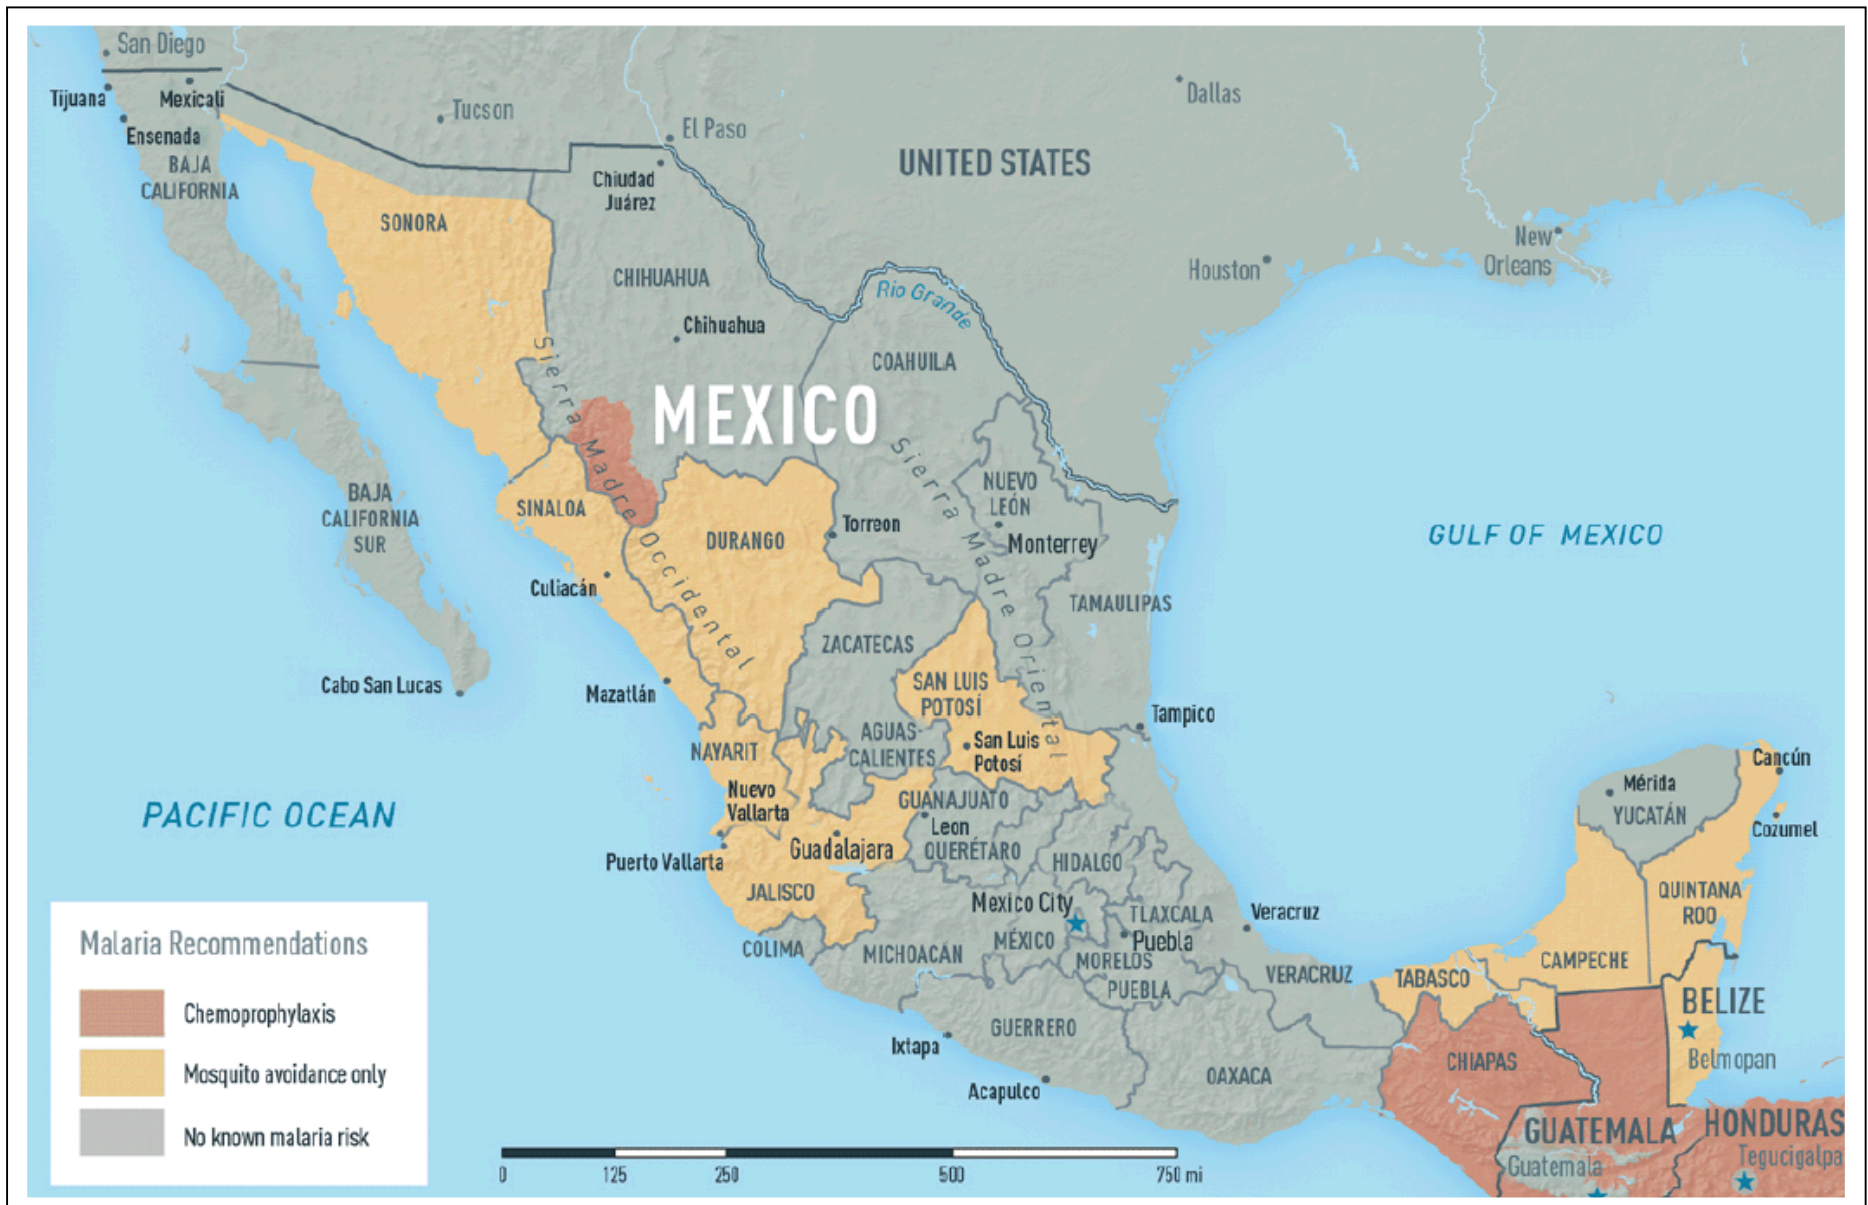 San Diego
Tijuana
Mexicali
Ensenada
BAJA
CALIFORNIA
Tucson
El Paso
Dallas
UNITED STATES
Chiudad
Juárez
SONORA
New
Orleans
Houston
CHIHUAHUA
Chihuahua
Rio Grande
COAHUILA
MEXICO
Sierra Madre Occidental
Sierra Madre Oriental
NUEVO
LEÓN
Monterrey
BAJA
CALIFORNIA
SUR
SINALOA
DURANGO
Torreon
GULF OF MEXICO
Culiacán
TAMAULIPAS
ZACATECAS
Cabo San Lucas
Mazatlán
SAN LUIS
POTOSÍ
Tampico
NAYARIT
AGUAS-
CALIENTES
San Luis
Potosí
Cancún
Mérida
YUCATÁN
Cozumel
Nuevo
Vallarta
GUANAJUATO
Leon
PACIFIC OCEAN
Guadalajara
QUERÉTARO
HIDALGO
Puerto Vallarta
JALISCO
Mexico City
TLAXCALA
Veracruz
QUINTANA
ROO
COLIMA
MICHOACÁN
MÉXICO
Puebla
MORELOS
PUEBLA
VERACRUZ
TABASCO
CAMPECHE
BELIZE
Belmopan
GUERRERO
Ixtapa
Acapulco
OAXACA
CHIAPAS
GUATEMALA
Guatemala
HONDURAS
Tegucigalpa
Malaria Recommendations
Chemoprophylaxis
Mosquito avoidance only
No known malaria risk
0 125 250 500 750 mi